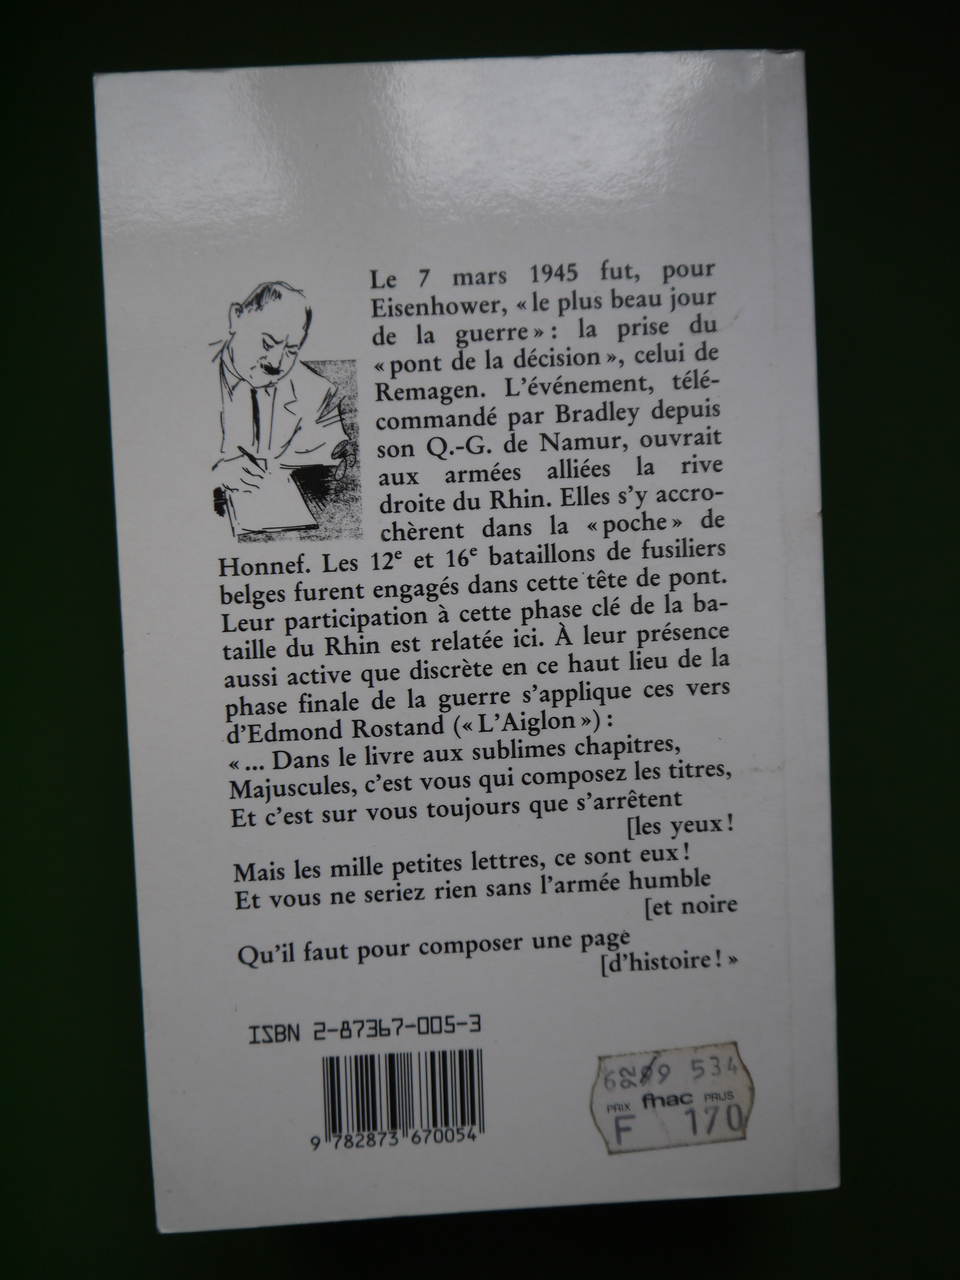 Le 7 mars 1945 fut, pour
Eisenhower, « le plus beau jour
de la guerre » : la prise du
« pont de la décision », celui de
Remagen. L'événement, télé-
commandé par Bradley depuis
son Q.-G. de Namur, ouvrait
aux armées alliées la rive
droite du Rhin. Elles s'y accro-
chèrent dans la « poche » de
Honnef. Les 12e et 16e bataillons de fusiliers
belges furent engagés dans cette tête de pont.
Leur participation à cette phase clé de la ba-
taille du Rhin est relatée ici. À leur présence
aussi active que discrète en ce haut lieu de la
phase finale de la guerre s'applique ces vers
d'Edmond Rostand (« L'Aiglon ») :
« ... Dans le livre aux sublimes chapitres,
Majuscules, c'est vous qui composez les titres,
Et c'est sur vous toujours que s'arrêtent
[les yeux !
Mais les mille petites lettres, ce sont eux !
Et vous ne seriez rien sans l'armée humble
[et noire
Qu'il faut pour composer une page
[d'histoire ! »
ISBN 2-87367-005-3
9 782873 670054
534
PRIX fnac PRIJS
F 170